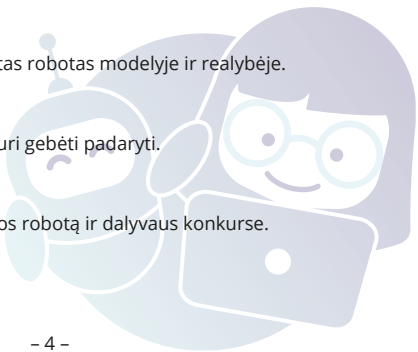 tas robotas modelyje ir realybėje.
uri gebėti padaryti.
os robotą ir dalyvaus konkurse.
– 4 –